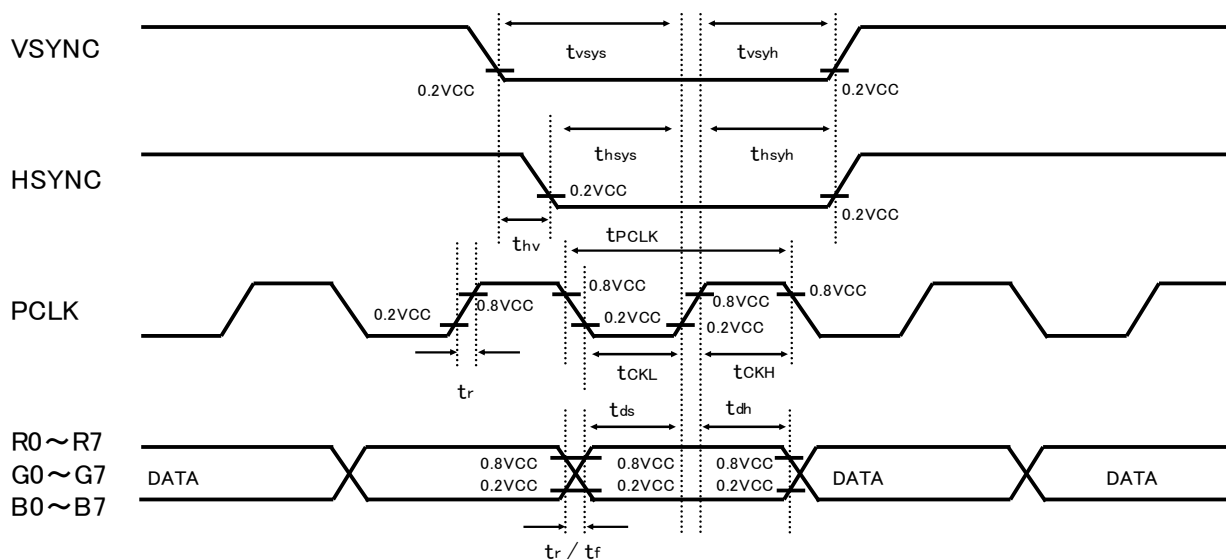 VSYNC
tvsys
tvsyh
0.2VCC
0.2VCC
HSYNC
thsys
thsyh
0.2VCC
0.2VCC
thv
tPCLK
PCLK
0.2VCC
0.8VCC
0.8VCC
0.2VCC
0.8VCC
0.2VCC
0.8VCC
tr
tCKL
tCKH
tds
tdh
R0～R7
G0～G7
B0～B7
DATA
0.8VCC
0.2VCC
0.8VCC
0.2VCC
0.8VCC
0.2VCC
DATA
DATA
tr / tf